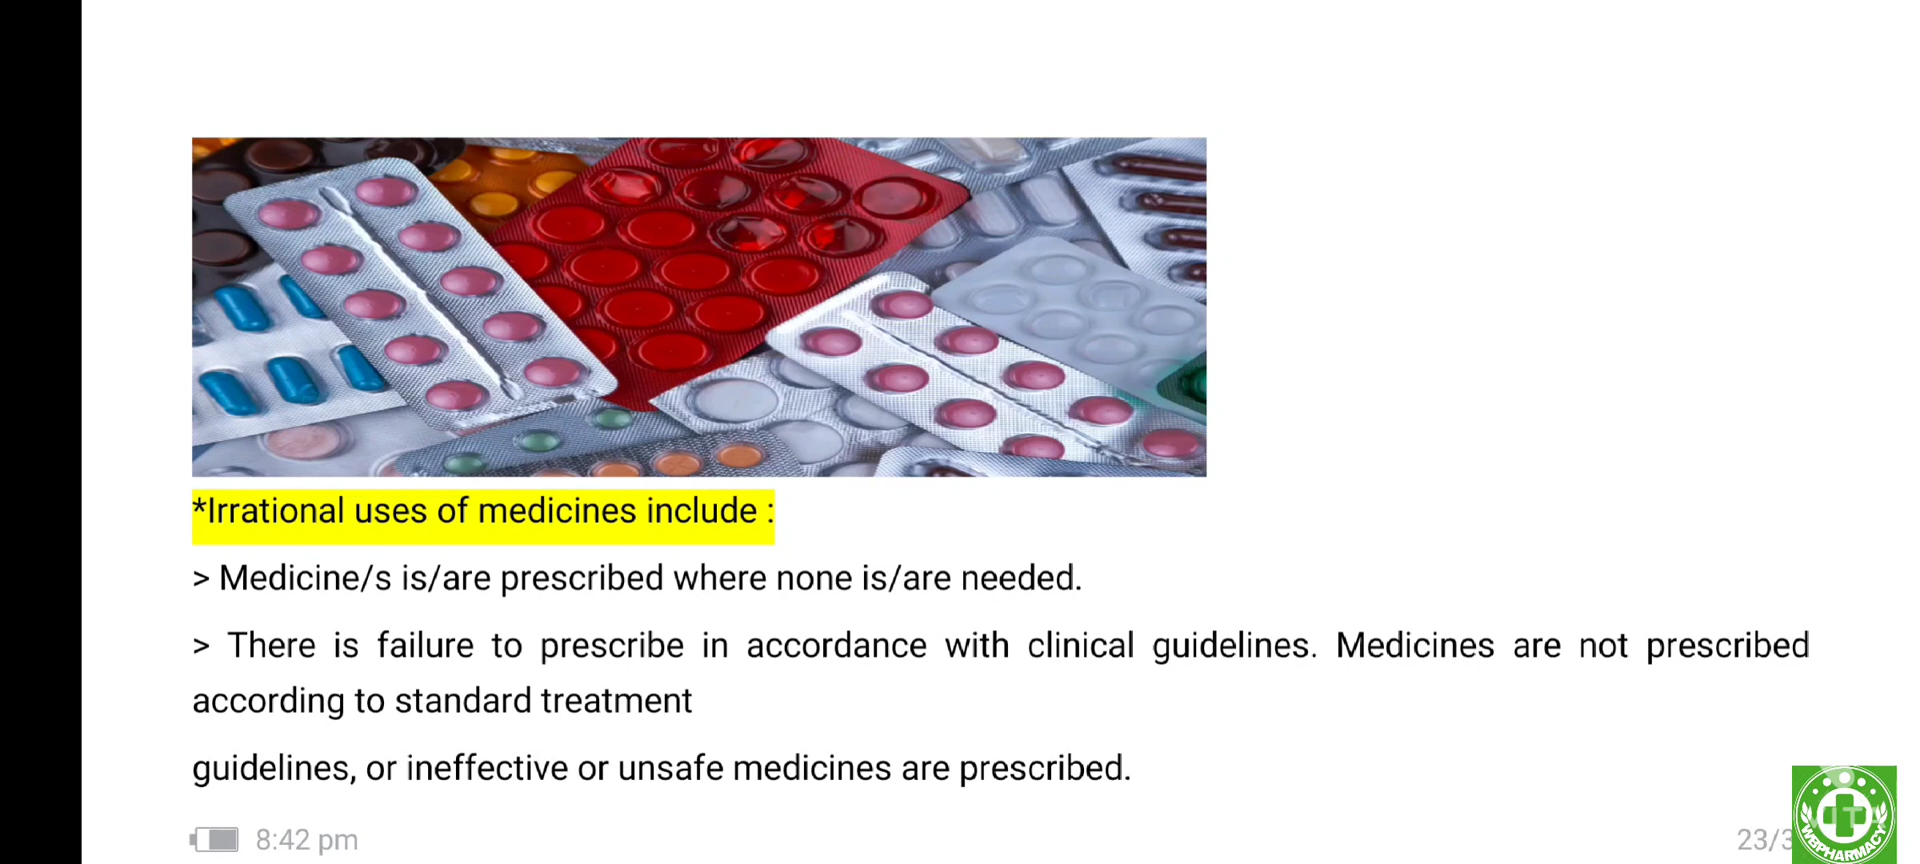 *Irrational uses of medicines include :
> Medicine/s is/are prescribed where none is/are needed.
> There is failure to prescribe in accordance with clinical guidelines. Medicines are not prescribed
according to standard treatment
guidelines, or ineffective or unsafe medicines are prescribed.
8:42 pm
23/3
WBPHARMACY